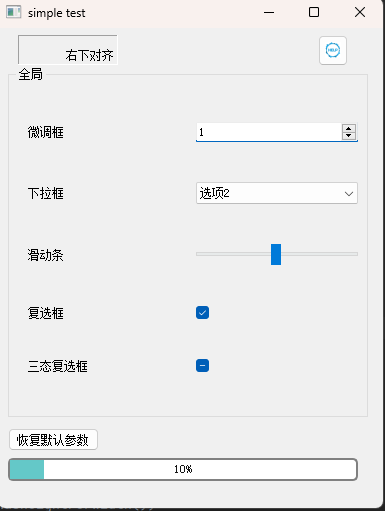 simple test
右下对齐
HELP
全局
微调框
1
下拉框
选项2
滑动条
复选框
三态复选框
恢复默认参数
10%